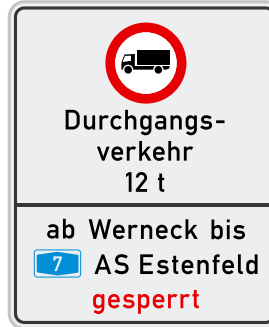 Durchgangs-
verkehr
12 t
ab Werneck bis
7 AS Estenfeld
gesperrt